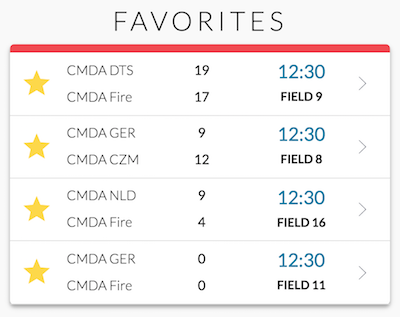 FAVORITES
CMDA DTS 19 12:30
CMDA Fire 17 FIELD 9
CMDA GER 9 12:30
CMDA CZM 12 FIELD 8
CMDA NLD 9 12:30
CMDA Fire 4 FIELD 16
CMDA GER 0 12:30
CMDA Fire 0 FIELD 11